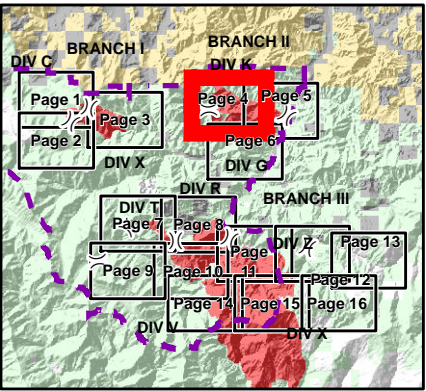 BRANCH I
BRANCH II
DIV C
DIV K
Page 1
Page 3
Page 4
Page 5
Page 2
Page 6
DIV X
DIV G
DIV R
BRANCH III
DIV T
Page 7
Page 8
Page
11
DIV Z
Page 13
Page 9
Page 10
Page 12
Page 14
Page 15
Page 16
DIV V
DIV X